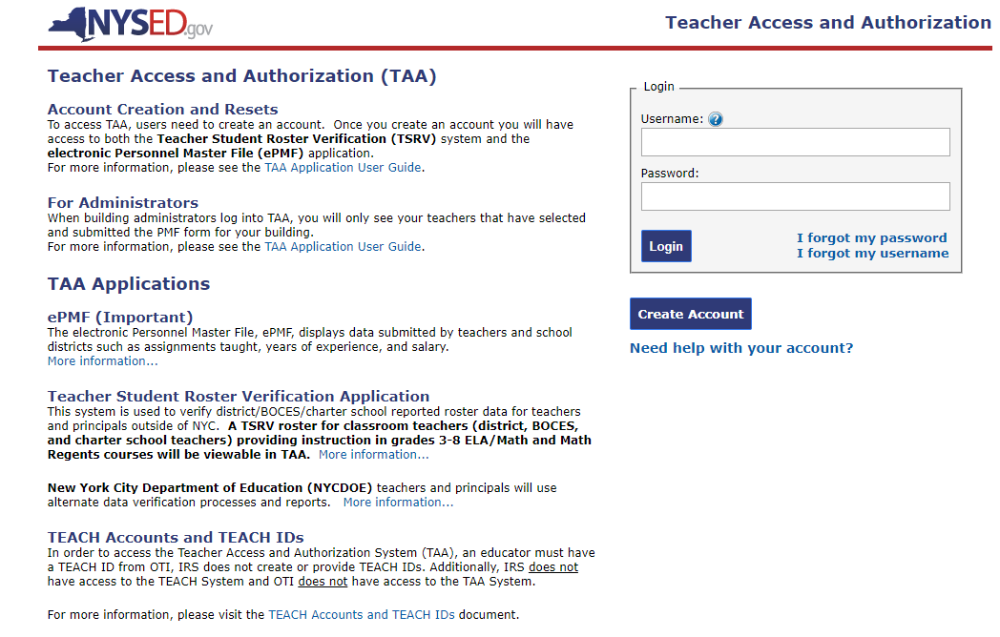 NYSED.gov
Teacher Access and Authorization
Teacher Access and Authorization (TAA)
Account Creation and Resets
To access TAA, users need to create an account.  Once you create an account you will have
access to both the Teacher Student Roster Verification (TSRV) system and the
electronic Personnel Master File (ePMF) application.
For more information, please see the TAA Application User Guide.
For Administrators
When building administrators log into TAA, you will only see your teachers that have selected
and submitted the PMF form for your building.
For more information, please see the TAA Application User Guide.
TAA Applications
ePMF (Important)
The electronic Personnel Master File, ePMF, displays data submitted by teachers and school
districts such as assignments taught, years of experience, and salary.
More information...
Teacher Student Roster Verification Application
This system is used to verify district/BOCES/charter school reported roster data for teachers
and principals outside of NYC.  A TSRV roster for classroom teachers (district, BOCES,
and charter school teachers) providing instruction in grades 3-8 ELA/Math and Math
Regents courses will be viewable in TAA.  More information...
New York City Department of Education (NYCDOE) teachers and principals will use
alternate data verification processes and reports.   More information...
TEACH Accounts and TEACH IDs
In order to access the Teacher Access and Authorization System (TAA), an educator must have
a TEACH ID from OTI, IRS does not create or provide TEACH IDs. Additionally, IRS does not
have access to the TEACH System and OTI does not have access to the TAA System.
For more information, please visit the TEACH Accounts and TEACH IDs document.
Login
Username: ?
Password:
Login
I forgot my password
I forgot my username
Create Account
Need help with your account?